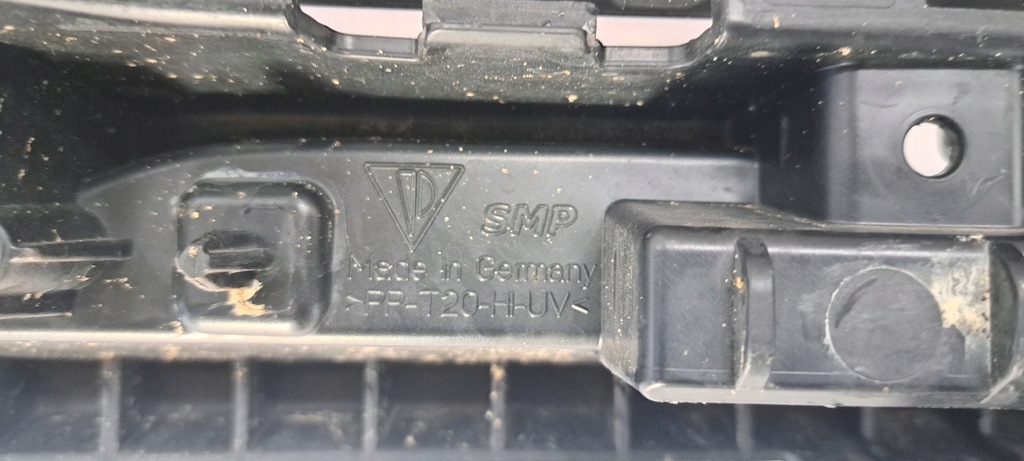 SMP
Made in Germany
>PP-T20-HI-UV<